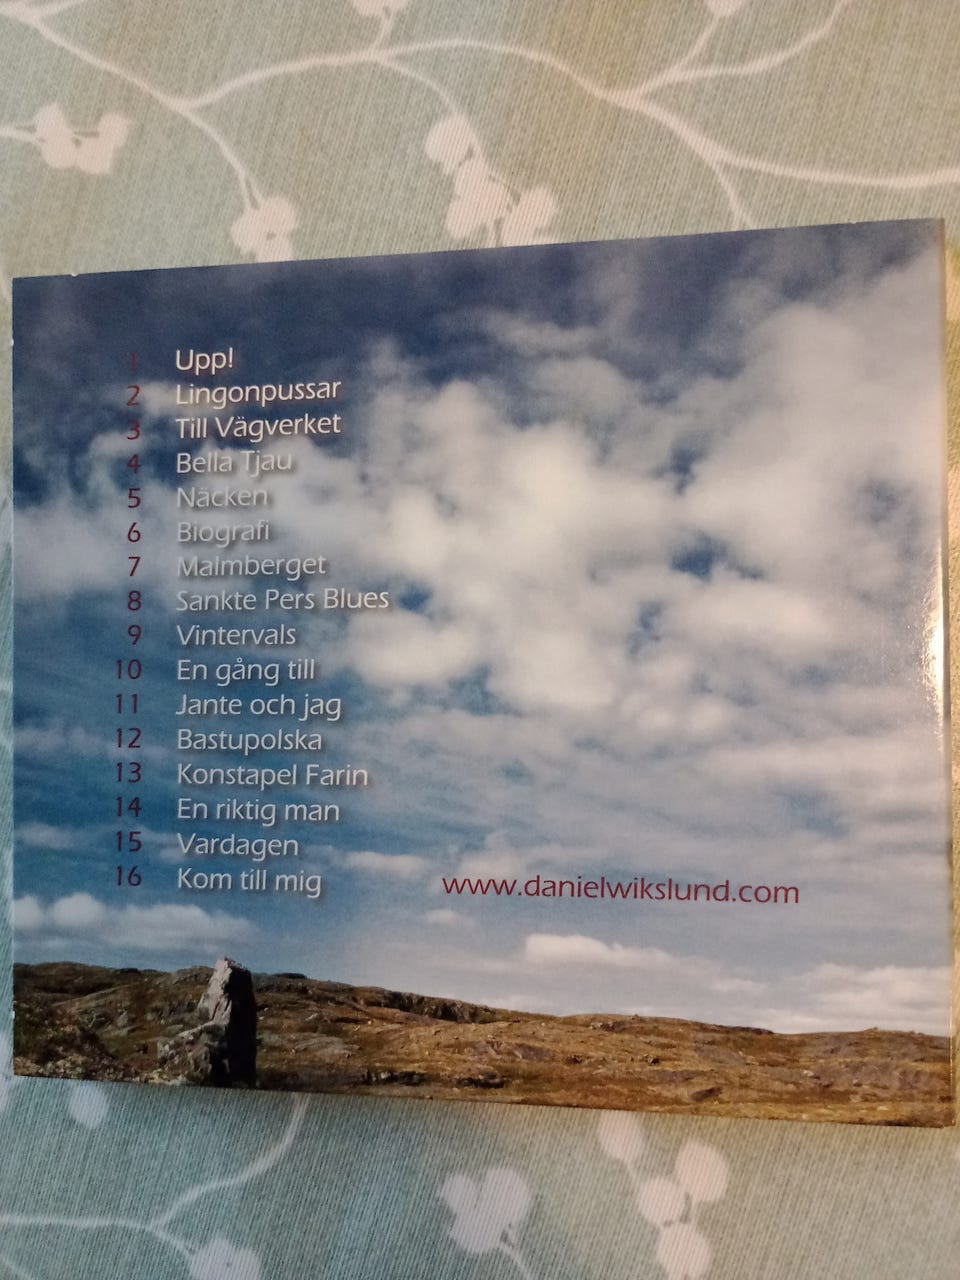 1 Upp!
2 Lingonpussar
3 Till Vägverket
4 Bella Tjau
5 Näcken
6 Biografi
7 Malmberget
8 Sankte Pers Blues
9 Vintervals
10 En gång till
11 Jante och jag
12 Bastupolska
13 Konstapel Farin
14 En riktig man
15 Vardagen
16 Kom till mig
www.danielwikslund.com